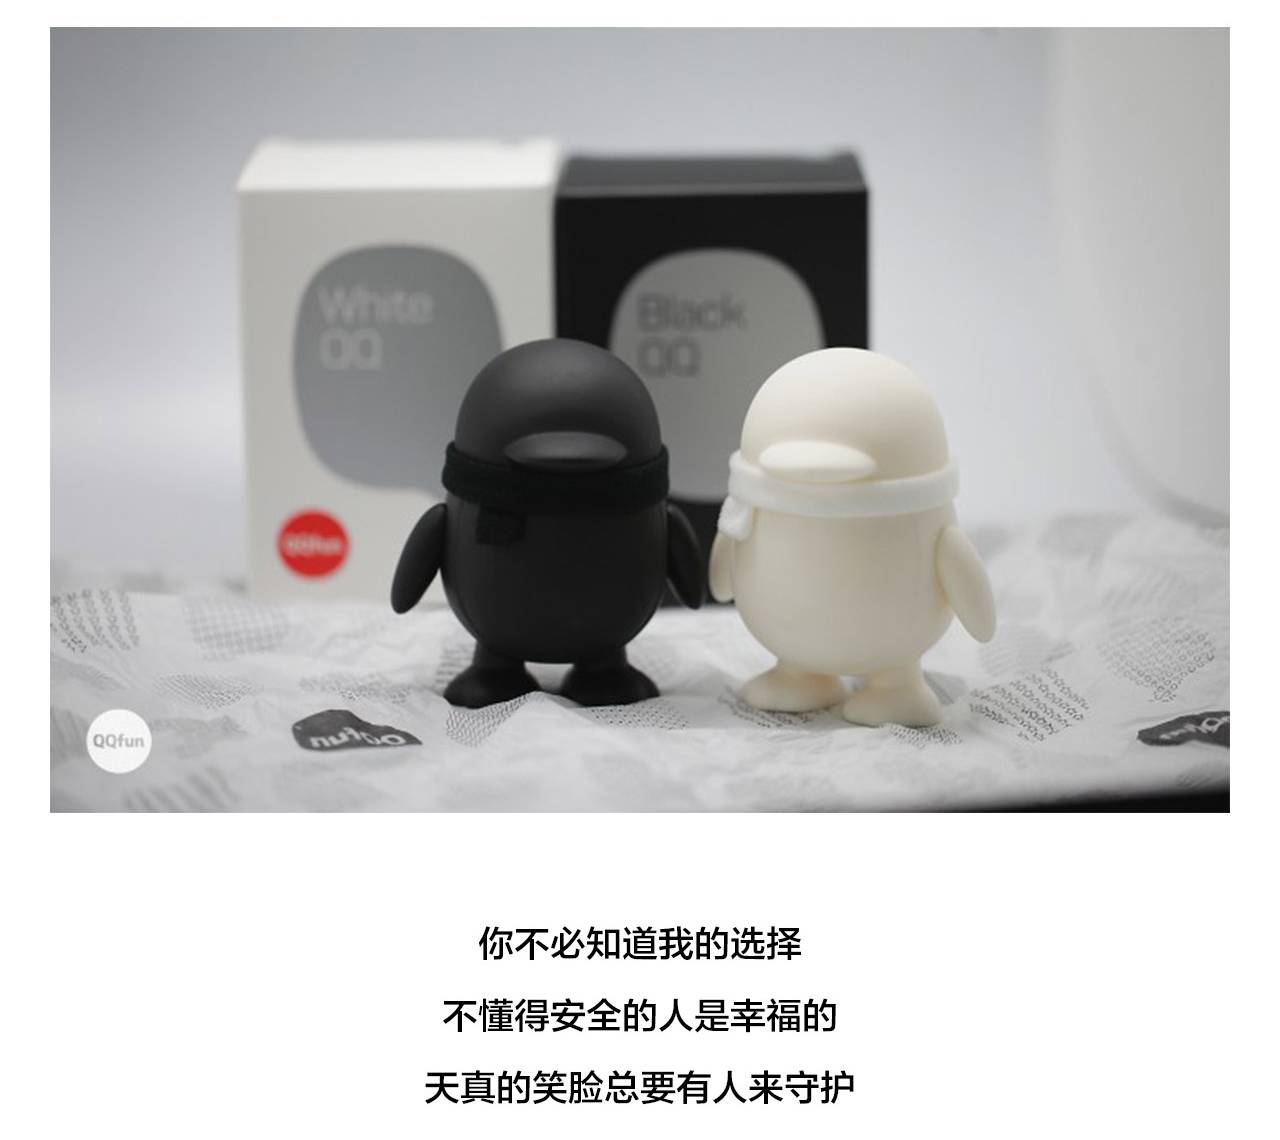 White
QQ
Black
QQ
QQfun
QQfun
QQfun
你不必知道我的选择
不懂得安全的人是幸福的
天真的笑脸总要有人来守护